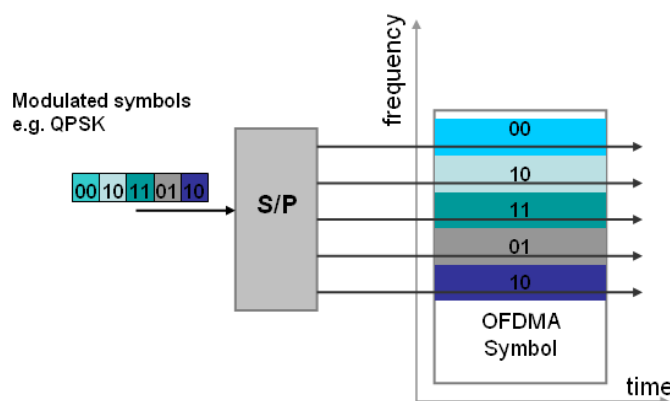 Modulated symbols
e.g. QPSK
00 10 11 01 10
S/P
frequency
00
10
11
01
10
OFDMA
Symbol
time